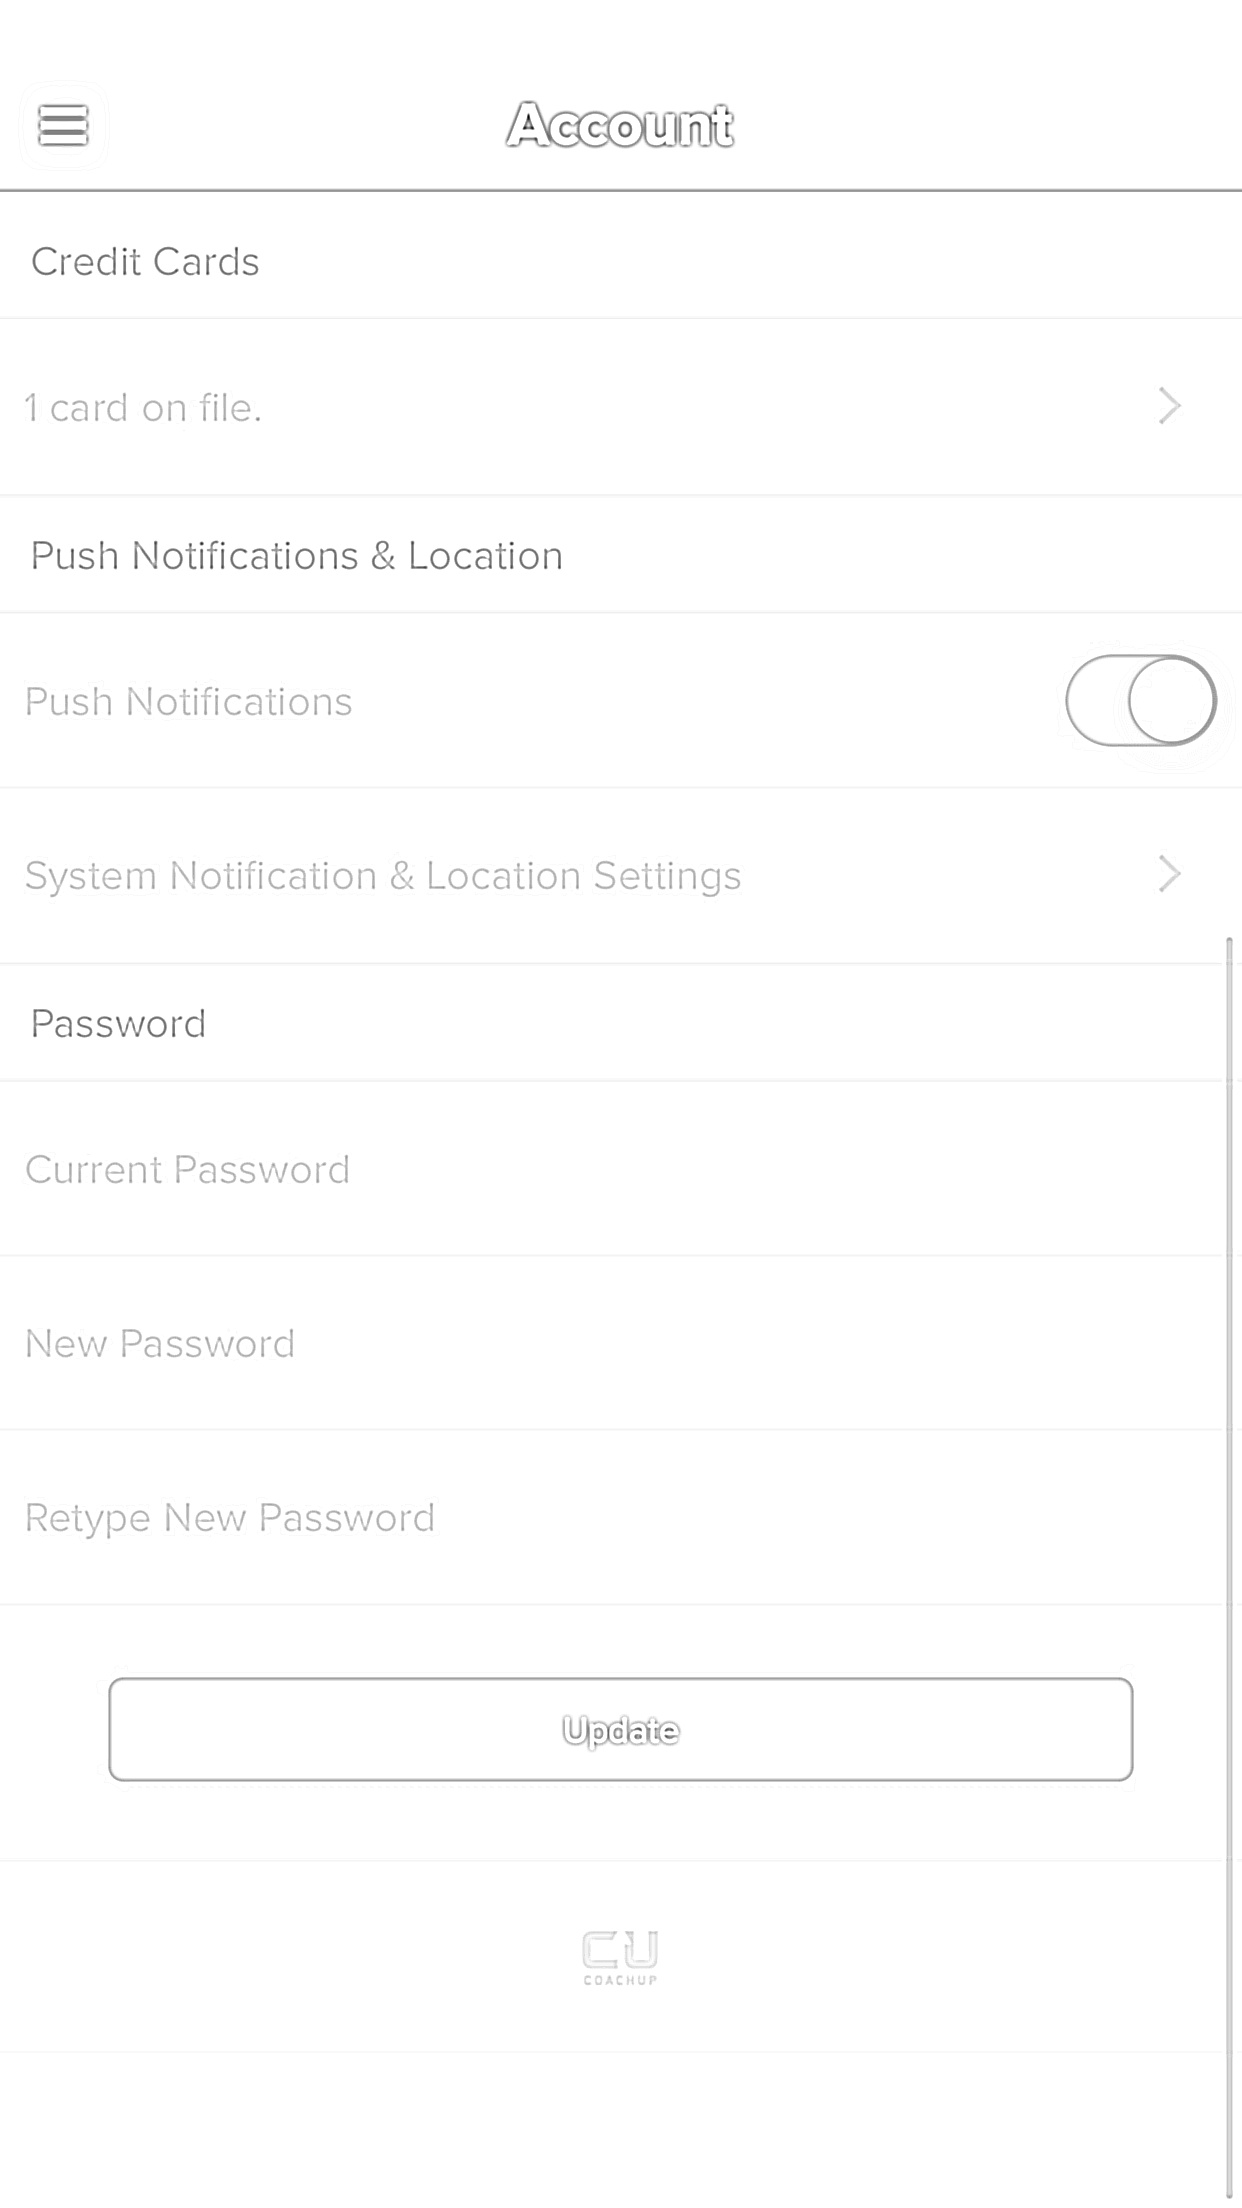 Account
Credit Cards
1 card on file.
Push Notifications & Location
Push Notifications
System Notification & Location Settings
Password
Current Password
New Password
Retype New Password
Update
CU
COACHUP